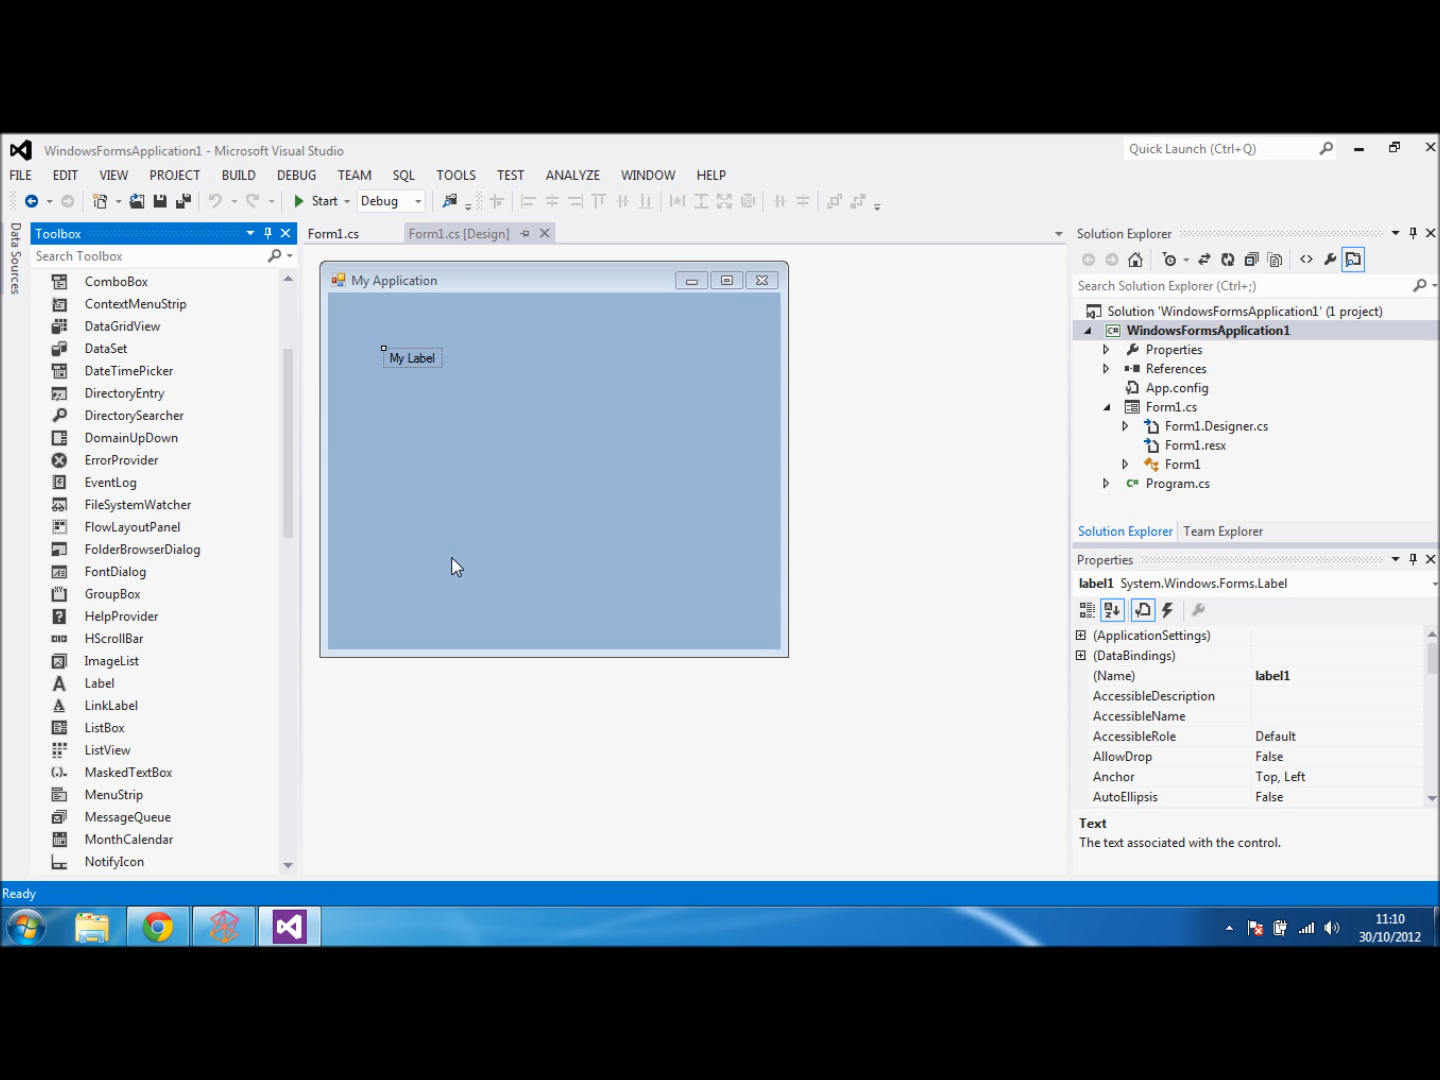 WindowsFormsApplication1 - Microsoft Visual Studio
Quick Launch (Ctrl+Q)
FILE EDIT VIEW PROJECT BUILD DEBUG TEAM SQL TOOLS TEST ANALYZE WINDOW HELP
Start Debug
Data Sources
Toolbox
Search Toolbox
ComboBox
ContextMenuStrip
DataGridView
DataSet
DateTimePicker
DirectoryEntry
DirectorySearcher
DomainUpDown
ErrorProvider
EventLog
FileSystemWatcher
FlowLayoutPanel
FolderBrowserDialog
FontDialog
GroupBox
HelpProvider
HScrollBar
ImageList
Label
LinkLabel
ListBox
ListView
MaskedTextBox
MenuStrip
MessageQueue
MonthCalendar
NotifyIcon
Form1.cs
Form1.cs [Design]
My Application
My Label
Solution Explorer
Search Solution Explorer (Ctrl+;)
Solution 'WindowsFormsApplication1' (1 project)
WindowsFormsApplication1
Properties
References
App.config
Form1.cs
Form1.Designer.cs
Form1.resx
Form1
Program.cs
Solution Explorer Team Explorer
Properties
label1 System.Windows.Forms.Label
(ApplicationSettings)
(DataBindings)
(Name) label1
AccessibleDescription
AccessibleName
AccessibleRole Default
AllowDrop False
Anchor Top, Left
AutoEllipsis False
Text
The text associated with the control.
Ready
11:10
30/10/2012